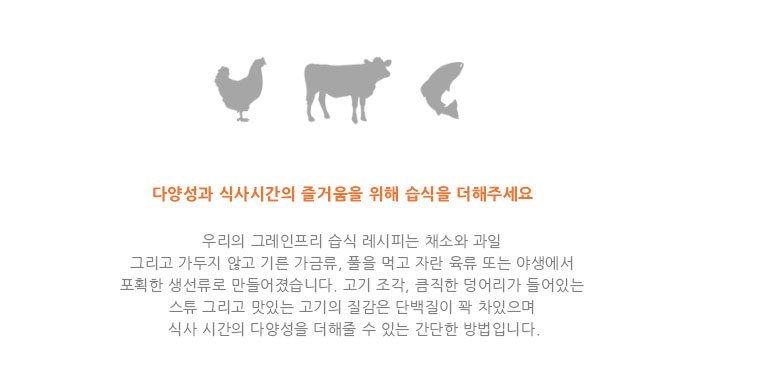 다양성과 식사시간의 즐거움을 위해 습식을 더해주세요
우리의 그레인프리 습식 레시피는 채소와 과일
그리고 가두지 않고 기른 가금류, 풀을 먹고 자란 육류 또는 야생에서
포획한 생선류로 만들어졌습니다. 고기 조각, 큼직한 덩어리가 들어있는
스튜 그리고 맛있는 고기의 질감은 단백질이 꽉 차있으며
식사 시간의 다양성을 더해줄 수 있는 간단한 방법입니다.